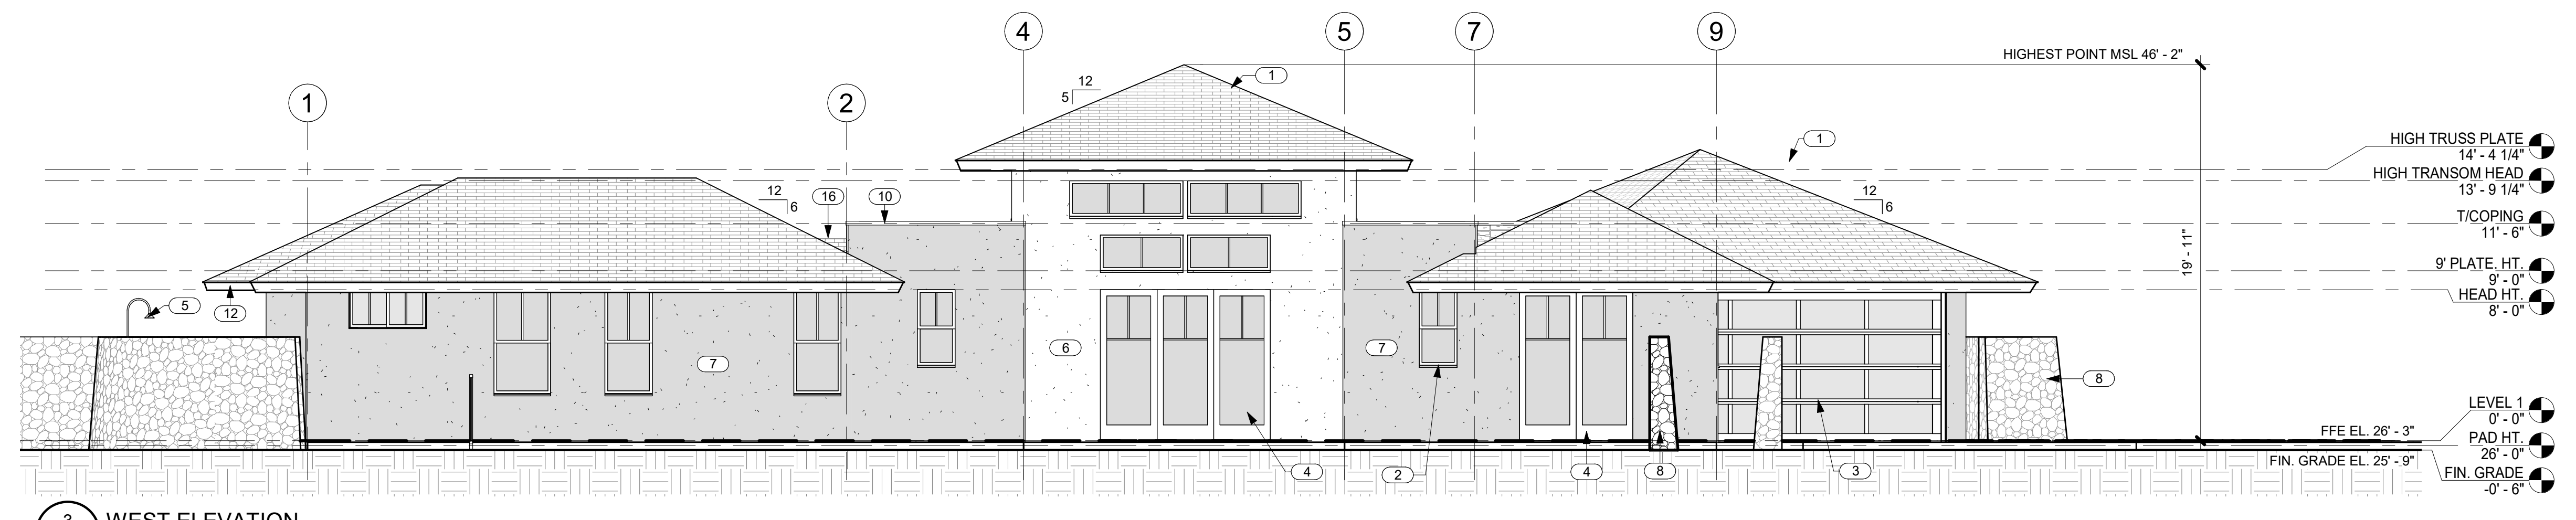 1
2
4
5
7
9
HIGHEST POINT MSL 46' - 2"
12
5
1
1
HIGH TRUSS PLATE
14' - 4 1/4"
HIGH TRANSOM HEAD
13' - 9 1/4"
12
6
16
10
12
6
T/COPING
11' - 6"
19' - 11"
9' PLATE. HT.
9' - 0"
HEAD HT.
8' - 0"
5
12
7
6
7
8
LEVEL 1
0' - 0"
FFE EL. 26' - 3"
PAD HT.
26' - 0"
FIN. GRADE EL. 25' - 9"
FIN. GRADE
-0' - 6"
4
2
4
8
3
3
WEST ELEVATION